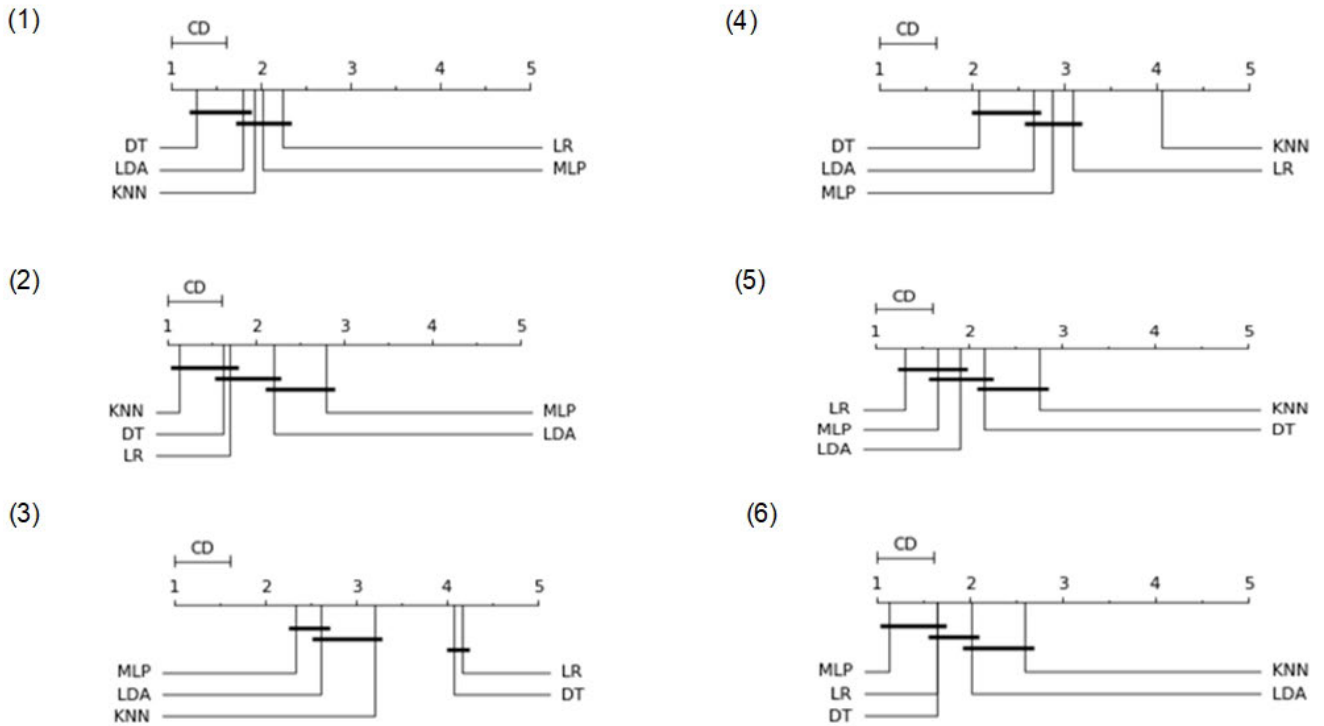 (1)
CD
1 2 3 4 5
DT LR
LDA MLP
KNN
(4)
CD
1 2 3 4 5
DT KNN
LDA LR
MLP
(2)
CD
1 2 3 4 5
KNN MLP
DT LDA
LR
(5)
CD
1 2 3 4 5
LR KNN
MLP DT
LDA
(3)
CD
1 2 3 4 5
MLP LR
LDA DT
KNN
(6)
CD
1 2 3 4 5
MLP KNN
LR LDA
DT